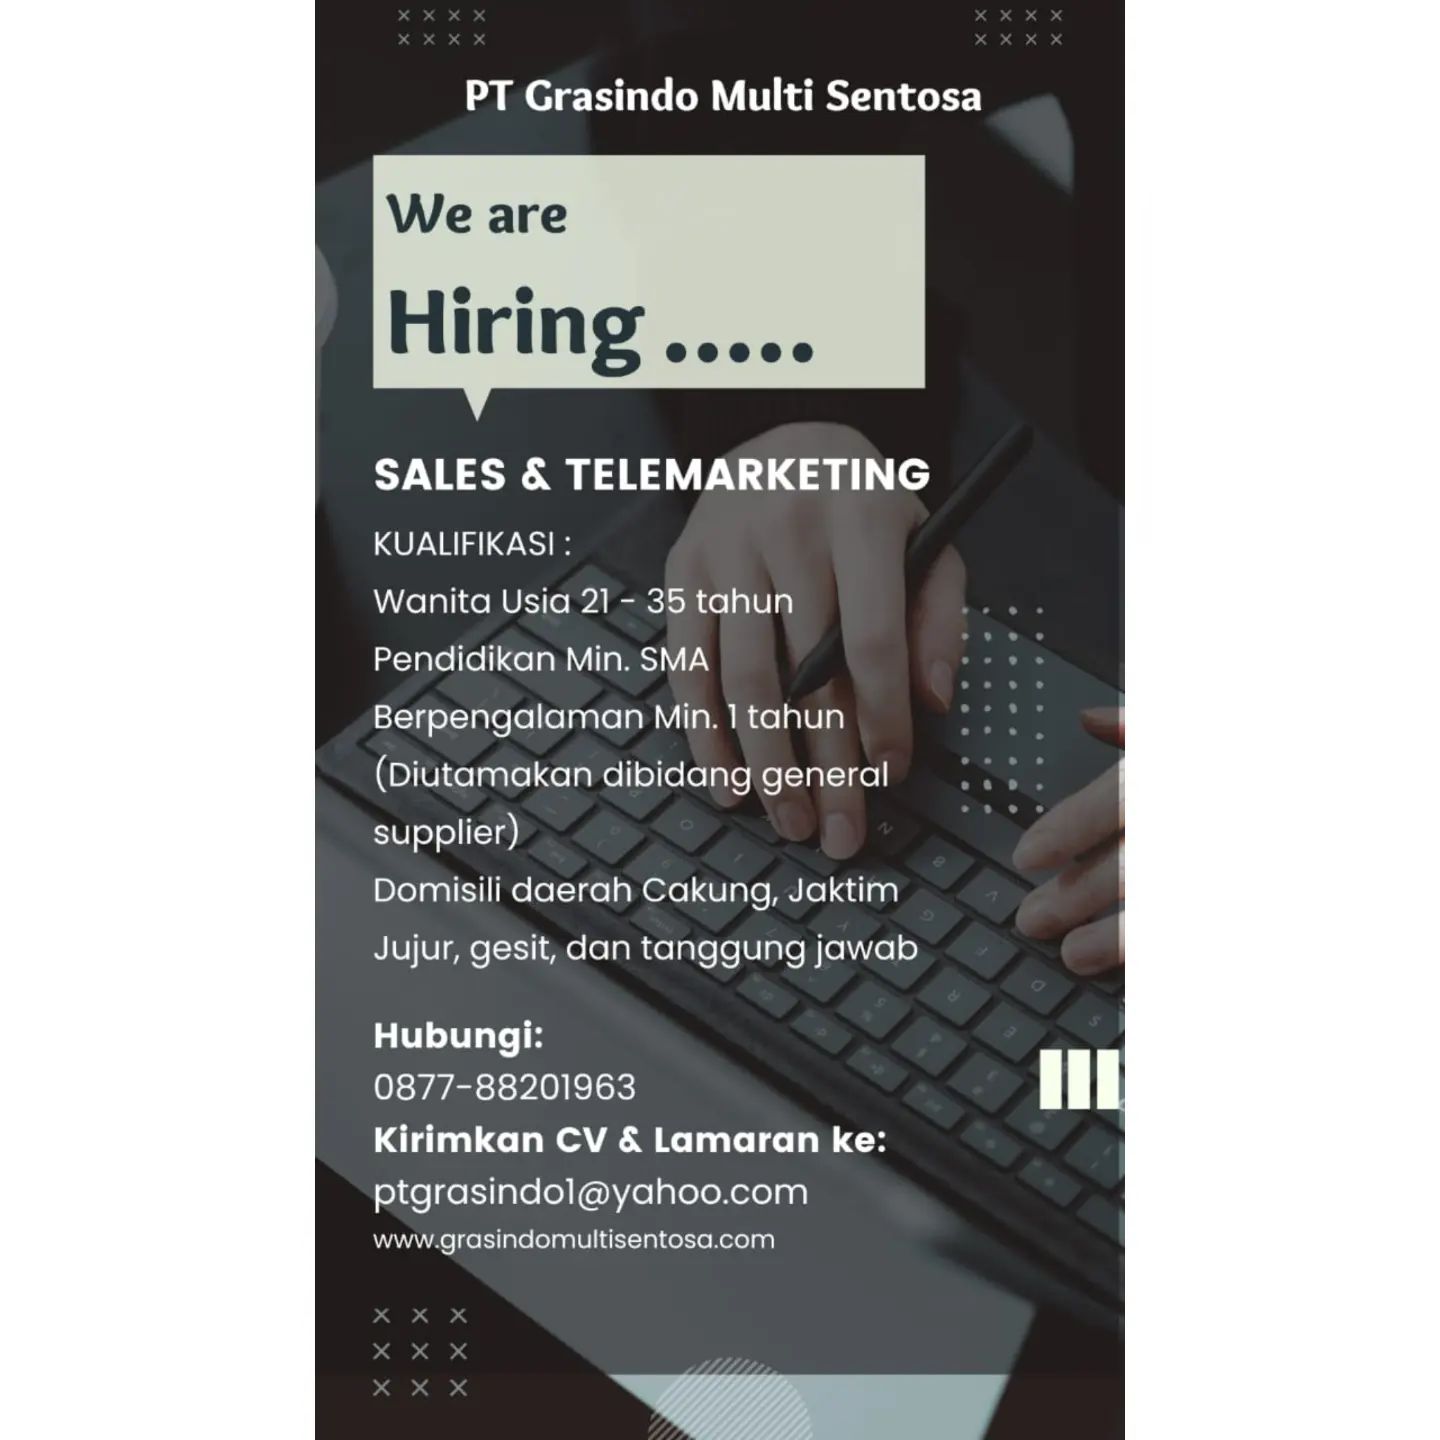 PT Grasindo Multi Sentosa
We are
Hiring .....
SALES & TELEMARKETING
KUALIFIKASI :
Wanita Usia 21 - 35 tahun
Pendidikan Min. SMA
Berpengalaman Min. 1 tahun
(Diutamakan dibidang general
supplier)
Domisili daerah Cakung, Jaktim
Jujur, gesit, dan tanggung jawab
Hubungi:
0877-88201963
Kirimkan CV & Lamaran ke:
ptgrasindo1@yahoo.com
www.grasindomultisentosa.com